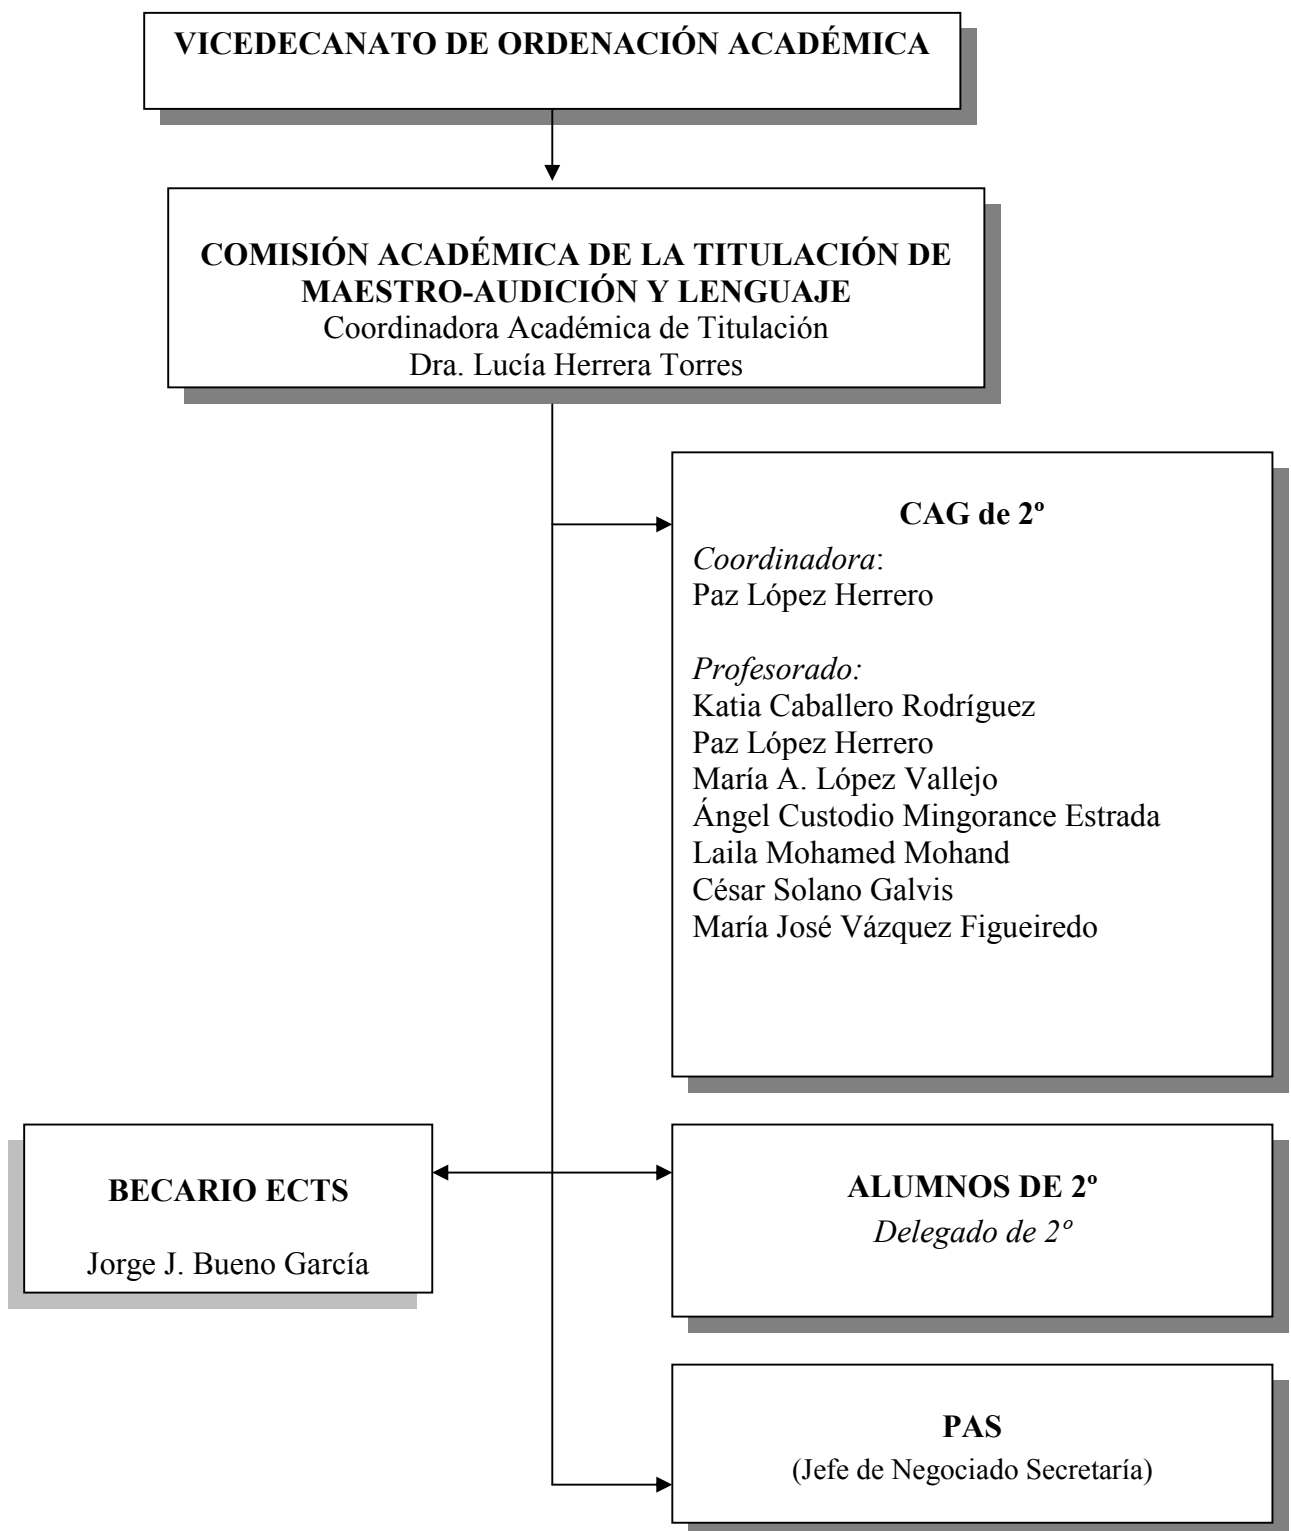 VICEDECANATO DE ORDENACIÓN ACADÉMICA
COMISIÓN ACADÉMICA DE LA TITULACIÓN DE
MAESTRO-AUDICIÓN Y LENGUAJE
Coordinadora Académica de Titulación
Dra. Lucía Herrera Torres
CAG de 2º
Coordinadora:
Paz López Herrero
Profesorado:
Katia Caballero Rodríguez
Paz López Herrero
María A. López Vallejo
Ángel Custodio Mingorance Estrada
Laila Mohamed Mohand
César Solano Galvis
María José Vázquez Figueiredo
BECARIO ECTS
Jorge J. Bueno García
ALUMNOS DE 2º
Delegado de 2º
PAS
(Jefe de Negociado Secretaría)